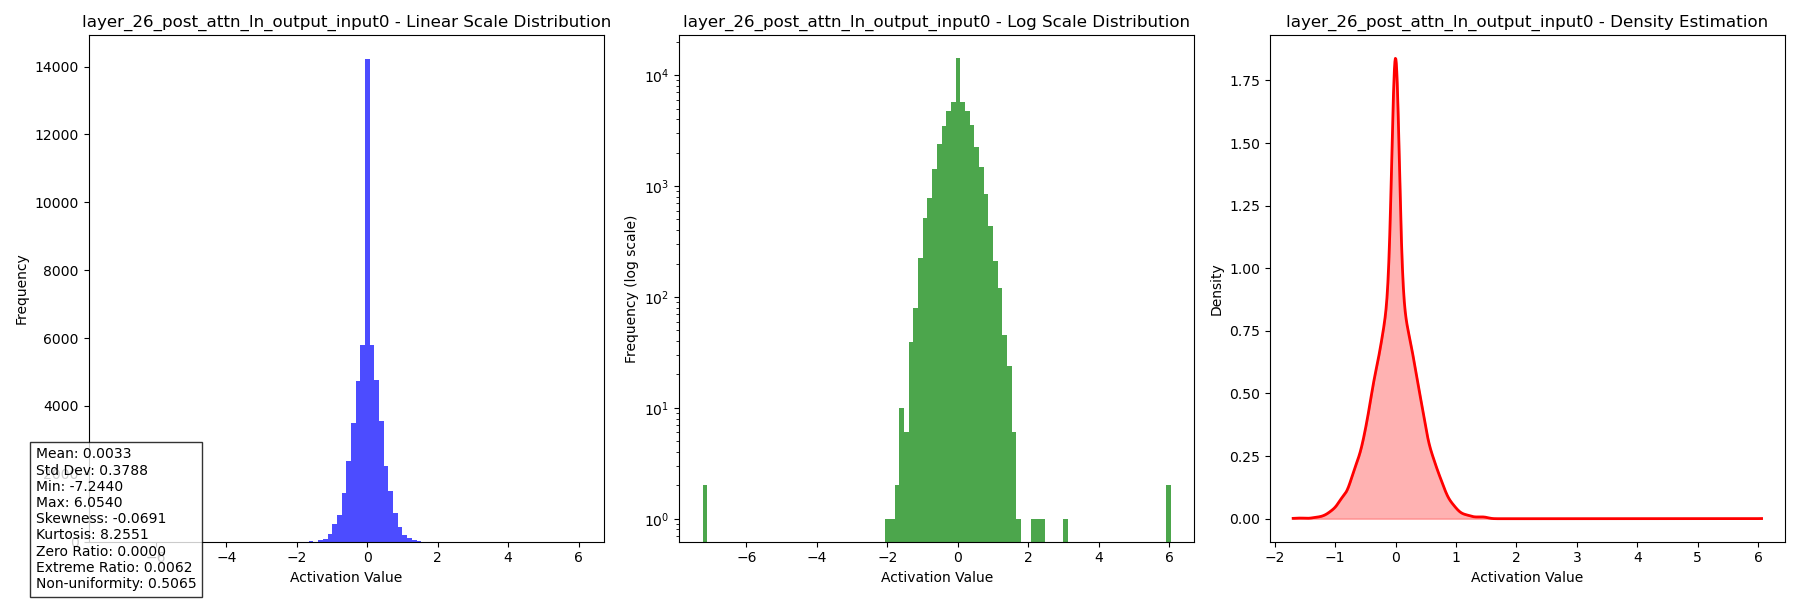 layer_26_post_attn_ln_output_input0 - Linear Scale Distribution
14000
12000
10000
8000
6000
4000
2000
0
Frequency
−6
−4
−2
0
2
4
6
Activation Value
Mean: 0.0033
Std Dev: 0.3788
Min: -7.2440
Max: 6.0540
Skewness: -0.0691
Kurtosis: 8.2551
Zero Ratio: 0.0000
Extreme Ratio: 0.0062
Non-uniformity: 0.5065
layer_26_post_attn_ln_output_input0 - Log Scale Distribution
10⁴
10³
10²
10¹
10⁰
Frequency (log scale)
−6
−4
−2
0
2
4
6
Activation Value
layer_26_post_attn_ln_output_input0 - Density Estimation
1.75
1.50
1.25
1.00
0.75
0.50
0.25
0.00
Density
−2
−1
0
1
2
3
4
5
6
Activation Value